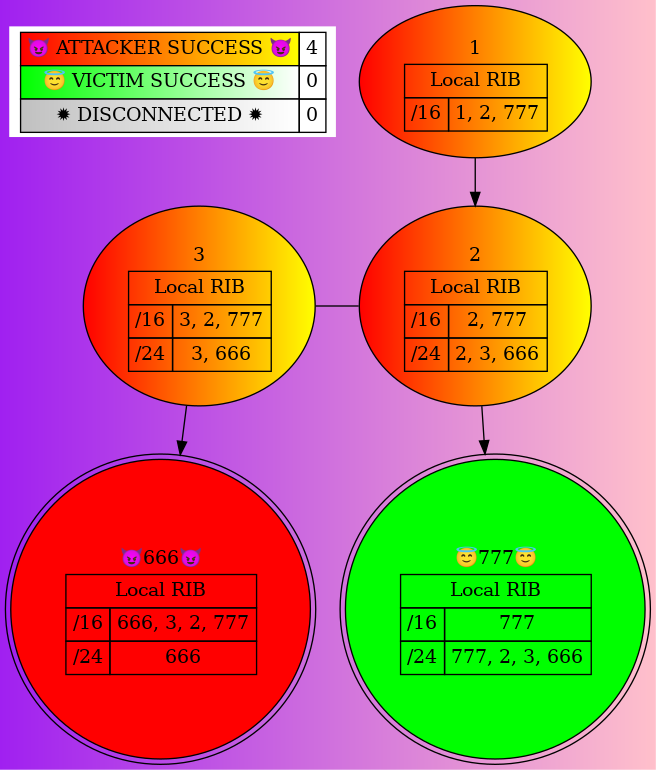 😈 ATTACKER SUCCESS 😈 4
😇 VICTIM SUCCESS 😇 0
✹ DISCONNECTED ✹ 0
1
Local RIB
/16 1, 2, 777
3
Local RIB
/16 3, 2, 777
/24 3, 666
2
Local RIB
/16 2, 777
/24 2, 3, 666
😈666😈
Local RIB
/16 666, 3, 2, 777
/24 666
😇777😇
Local RIB
/16 777
/24 777, 2, 3, 666